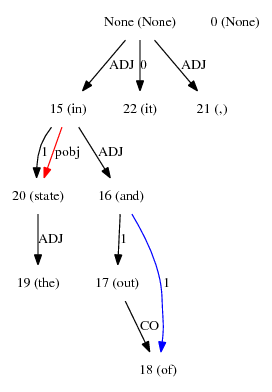 None (None) 0 (None)
ADJ 0 ADJ
15 (in) 22 (it) 21 (,)
1 pobj ADJ
20 (state) 16 (and)
ADJ 1 1
19 (the) 17 (out)
CO
18 (of)